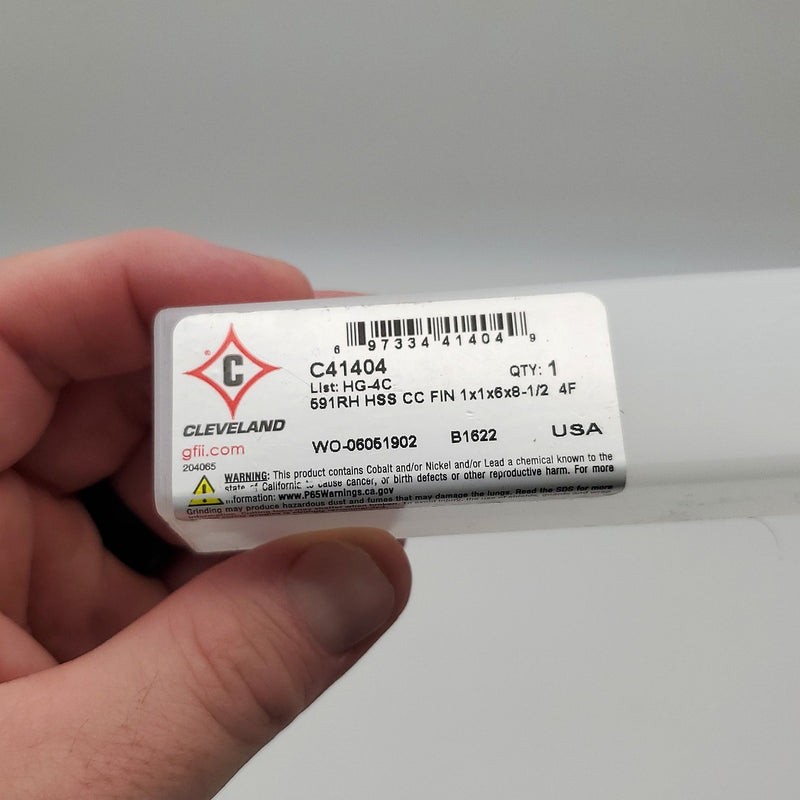 6 97334 41404 9
C
C41404 QTY: 1
List: HG-4C
591RH HSS CC FIN 1x1x6x8-1/2 4F
CLEVELAND
gfii.com
WO-06051902 B1622 USA
204065
WARNING: This product contains Cobalt and/or Nickel and/or Lead a chemical known to the
state of California to cause cancer, or birth defects or other reproductive harm. For more
information: www.P65Warnings.ca.gov
Grinding may produce hazardous dust and fumes that may damage the lungs. Read the SDS for more